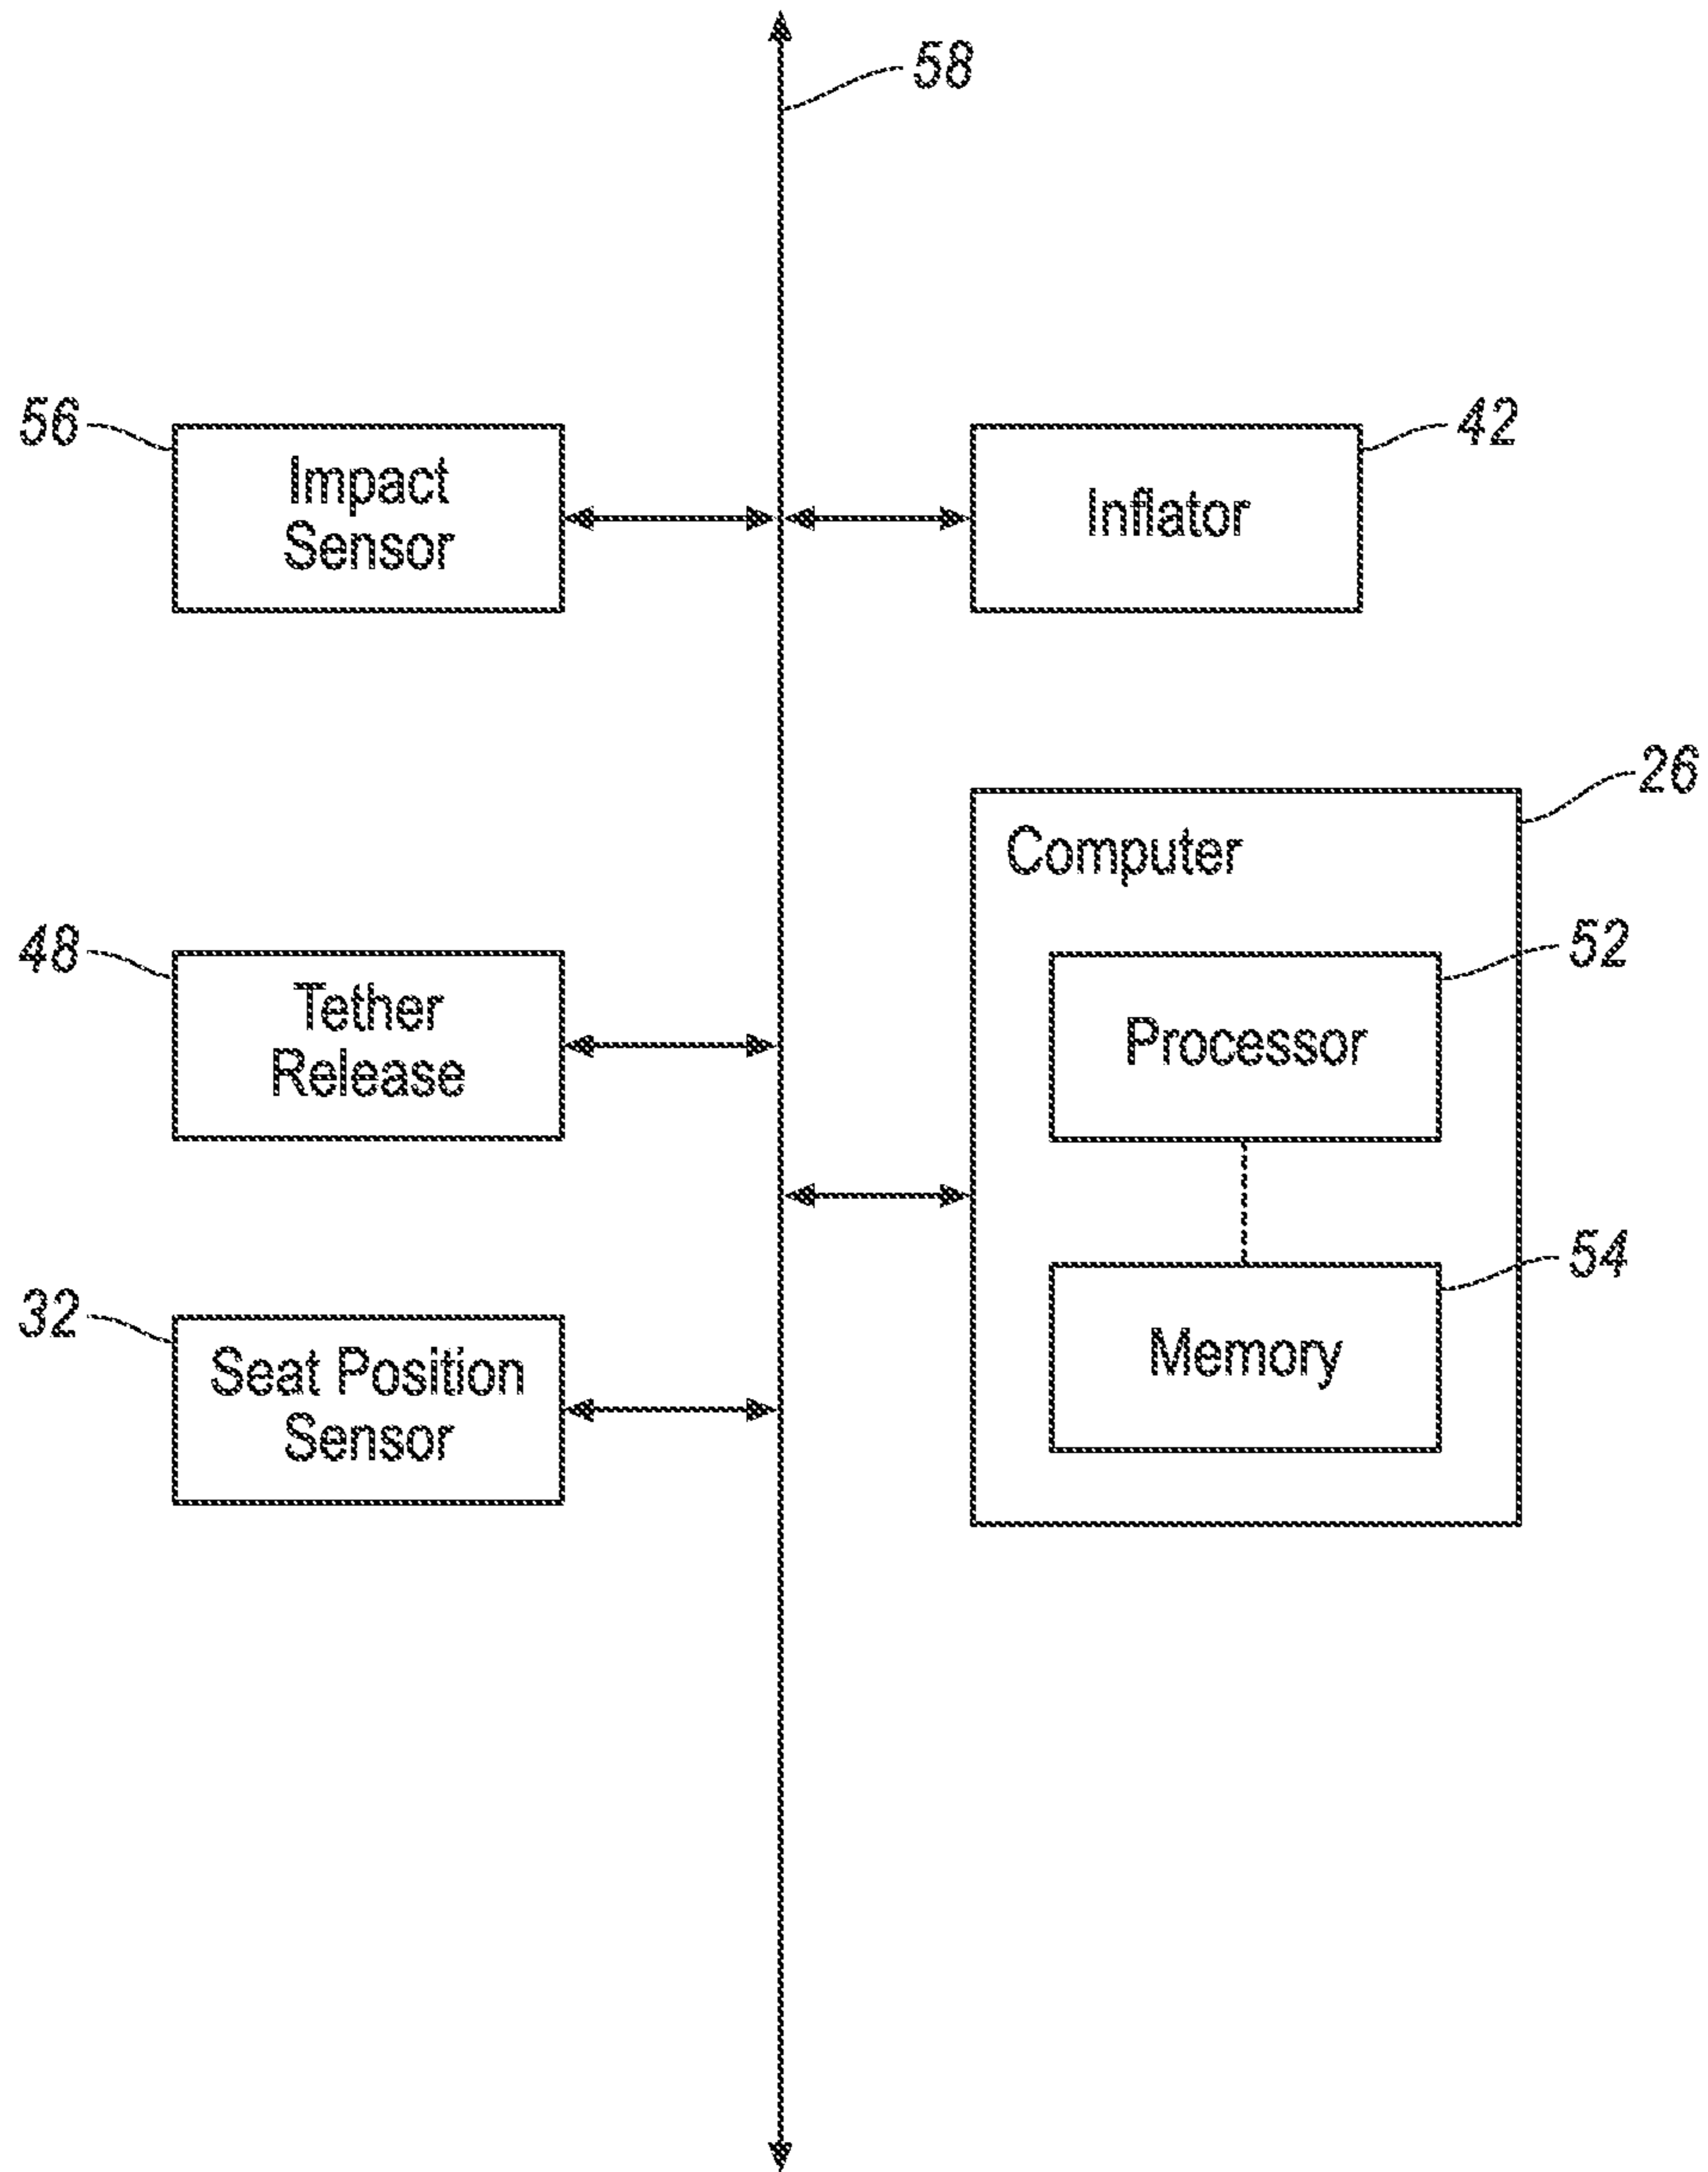 58
56
Impact
Sensor
42
Inflator
26
Computer
48
Tether
Release
52
Processor
32
Seat Position
Sensor
54
Memory